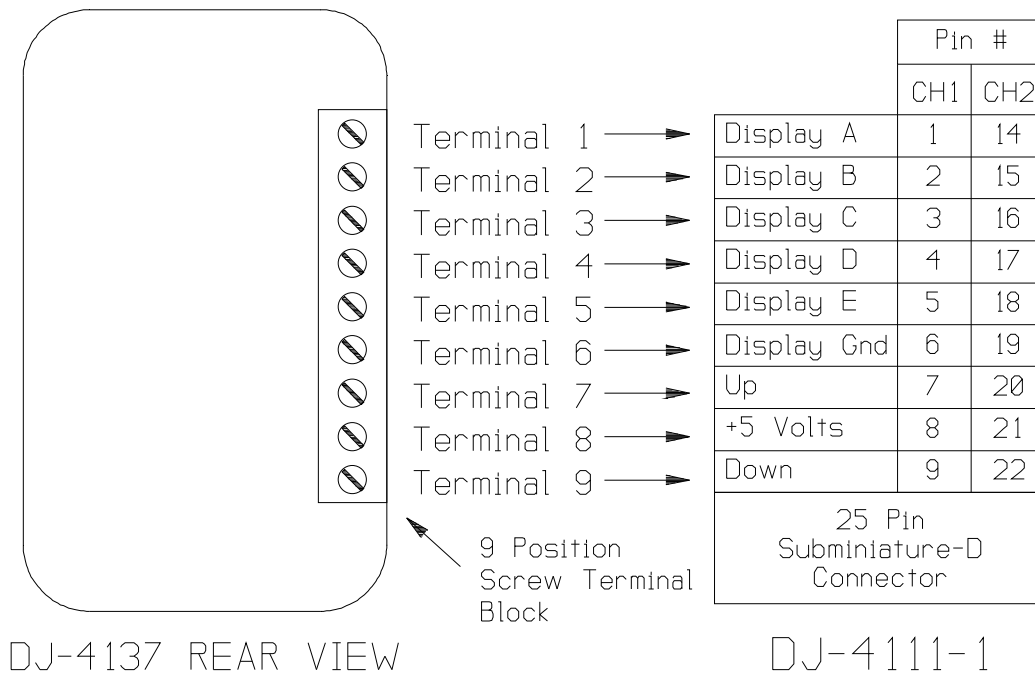 Pin #
CH1 CH2
Terminal 1 Display A 1 14
Terminal 2 Display B 2 15
Terminal 3 Display C 3 16
Terminal 4 Display D 4 17
Terminal 5 Display E 5 18
Terminal 6 Display Gnd 6 19
Terminal 7 Up 7 20
Terminal 8 +5 Volts 8 21
Terminal 9 Down 9 22
9 Position
Screw Terminal
Block
25 Pin
Subminiature-D
Connector
DJ-4137 REAR VIEW
DJ-4111-1